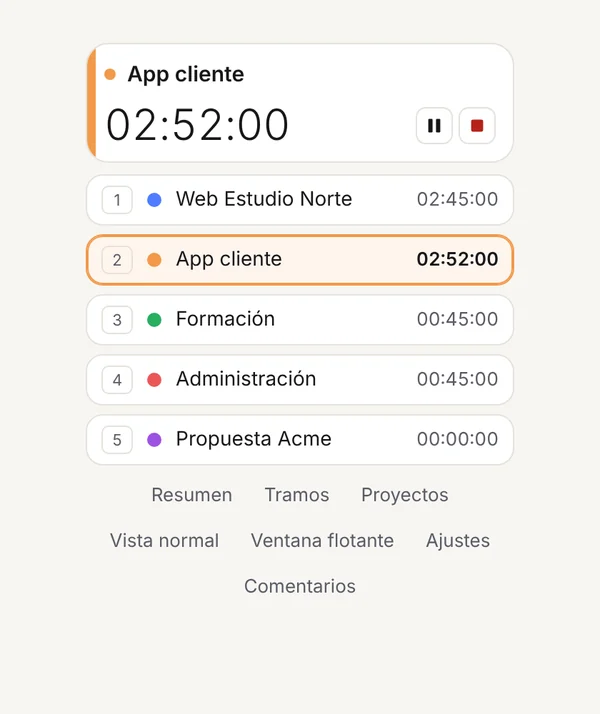 App cliente
02:52:00
1 Web Estudio Norte 02:45:00
2 App cliente 02:52:00
3 Formación 00:45:00
4 Administración 00:45:00
5 Propuesta Acme 00:00:00
Resumen Tramos Proyectos
Vista normal Ventana flotante Ajustes
Comentarios